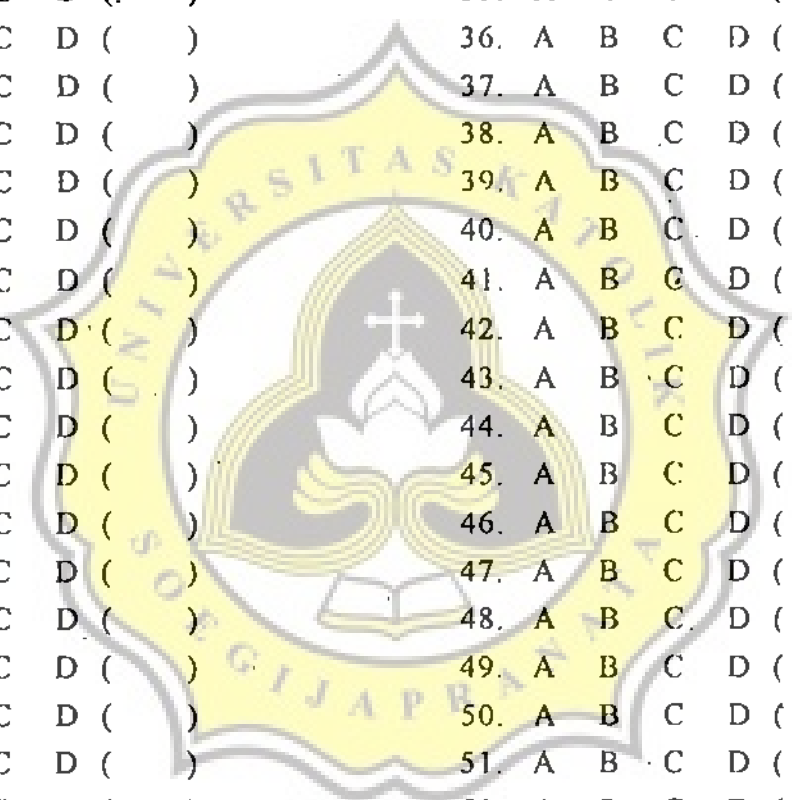 C D ( ) 36. A B C D (
C D ( ) 37. A B C D (
C D ( ) 38. A B C D (
C D ( ) 39. A B C D (
C D ( ) 40. A B C D (
C D ( ) 41. A B C D (
C D ( ) 42. A B C D (
C D ( ) 43. A B C D (
C D ( ) 44. A B C D (
C D ( ) 45. A B C D (
C D ( ) 46. A B C D (
C D ( ) 47. A B C D (
C D ( ) 48. A B C D (
C D ( ) 49. A B C D (
C D ( ) 50. A B C D (
C D ( ) 51. A B C D (
UNIVERSITAS KATOLIK
SOEGIJAPRANATA